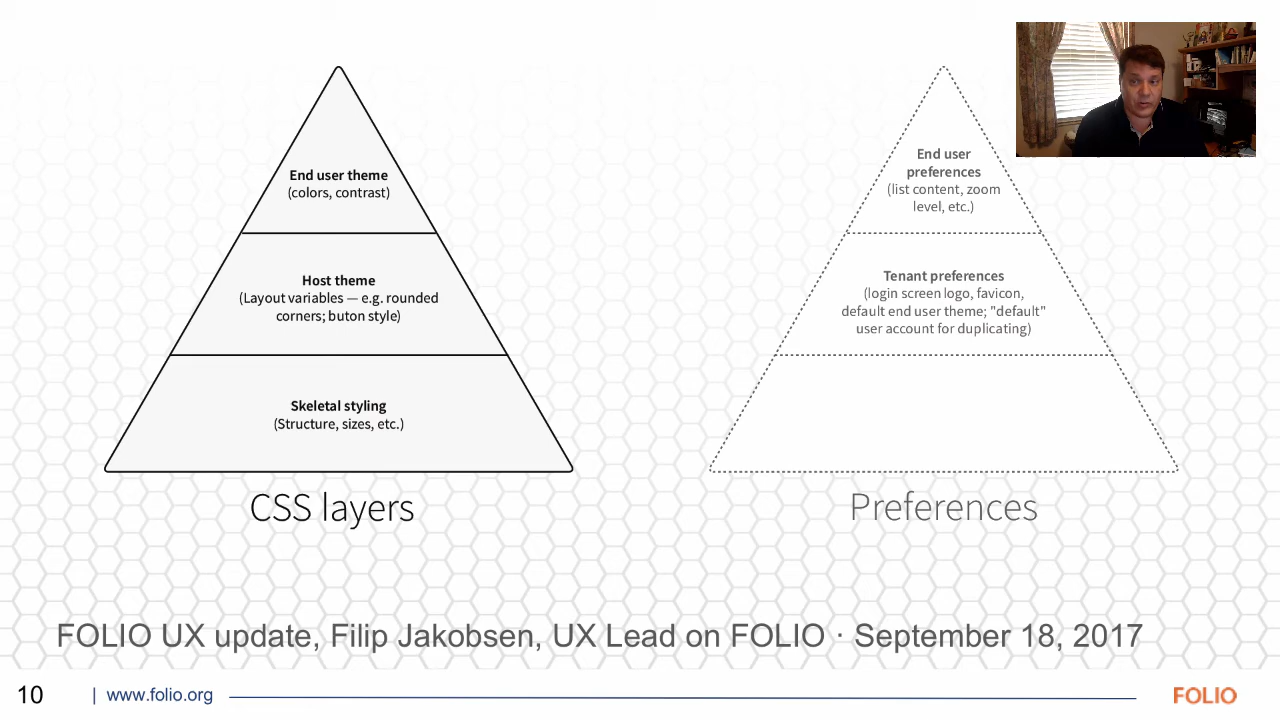 End user theme
(colors, contrast)
Host theme
(Layout variables — e.g. rounded
corners; buton style)
Skeletal styling
(Structure, sizes, etc.)
CSS layers
End user
preferences
(list content, zoom
level, etc.)
Tenant preferences
(login screen logo, favicon,
default end user theme; "default"
user account for duplicating)
Preferences
FOLIO UX update, Filip Jakobsen, UX Lead on FOLIO · September 18, 2017
10 | www.folio.org
FOLIO